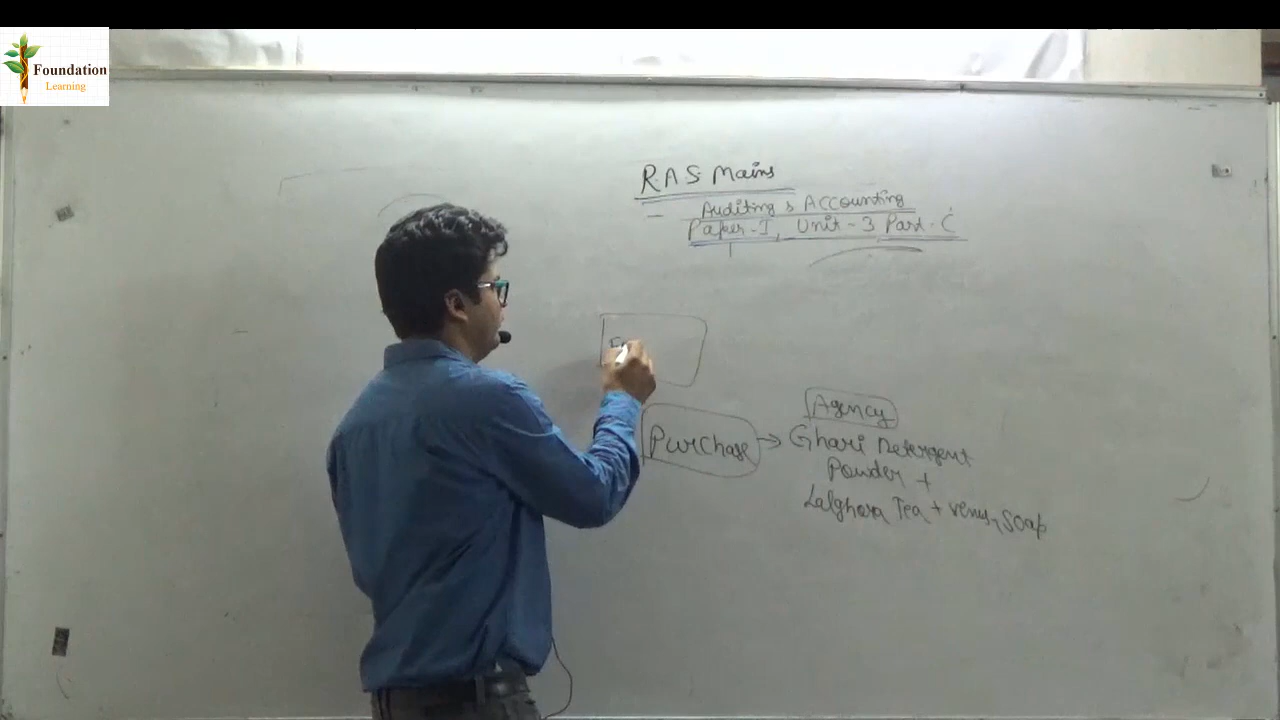 Foundation
Learning
RAS Mains
Auditing & Accounting
Paper-I, Unit-3 Part-C
Agency
Purchase → Ghari Detergent
Powder +
Lalghora Tea + Venus Soap